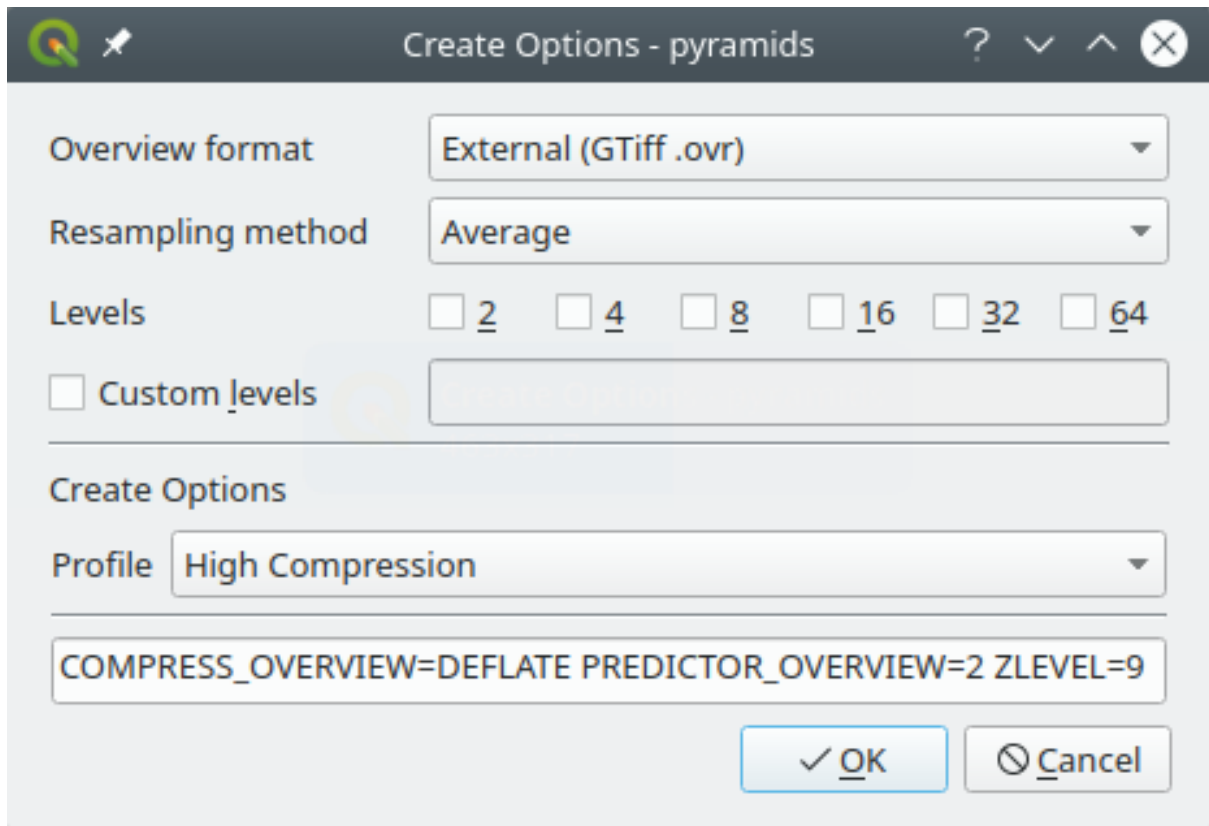 Create Options - pyramids
Overview format External (GTiff .ovr)
Resampling method Average
Levels 2 4 8 16 32 64
Custom levels
Create Options
Profile High Compression
COMPRESS_OVERVIEW=DEFLATE PREDICTOR_OVERVIEW=2 ZLEVEL=9
OK Cancel